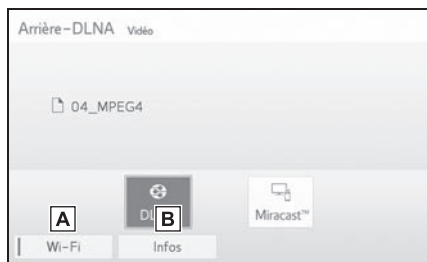 Arrière-DLNA Vidéo
04_MPEG4
A
B
Miracast™
Wi-Fi
Infos